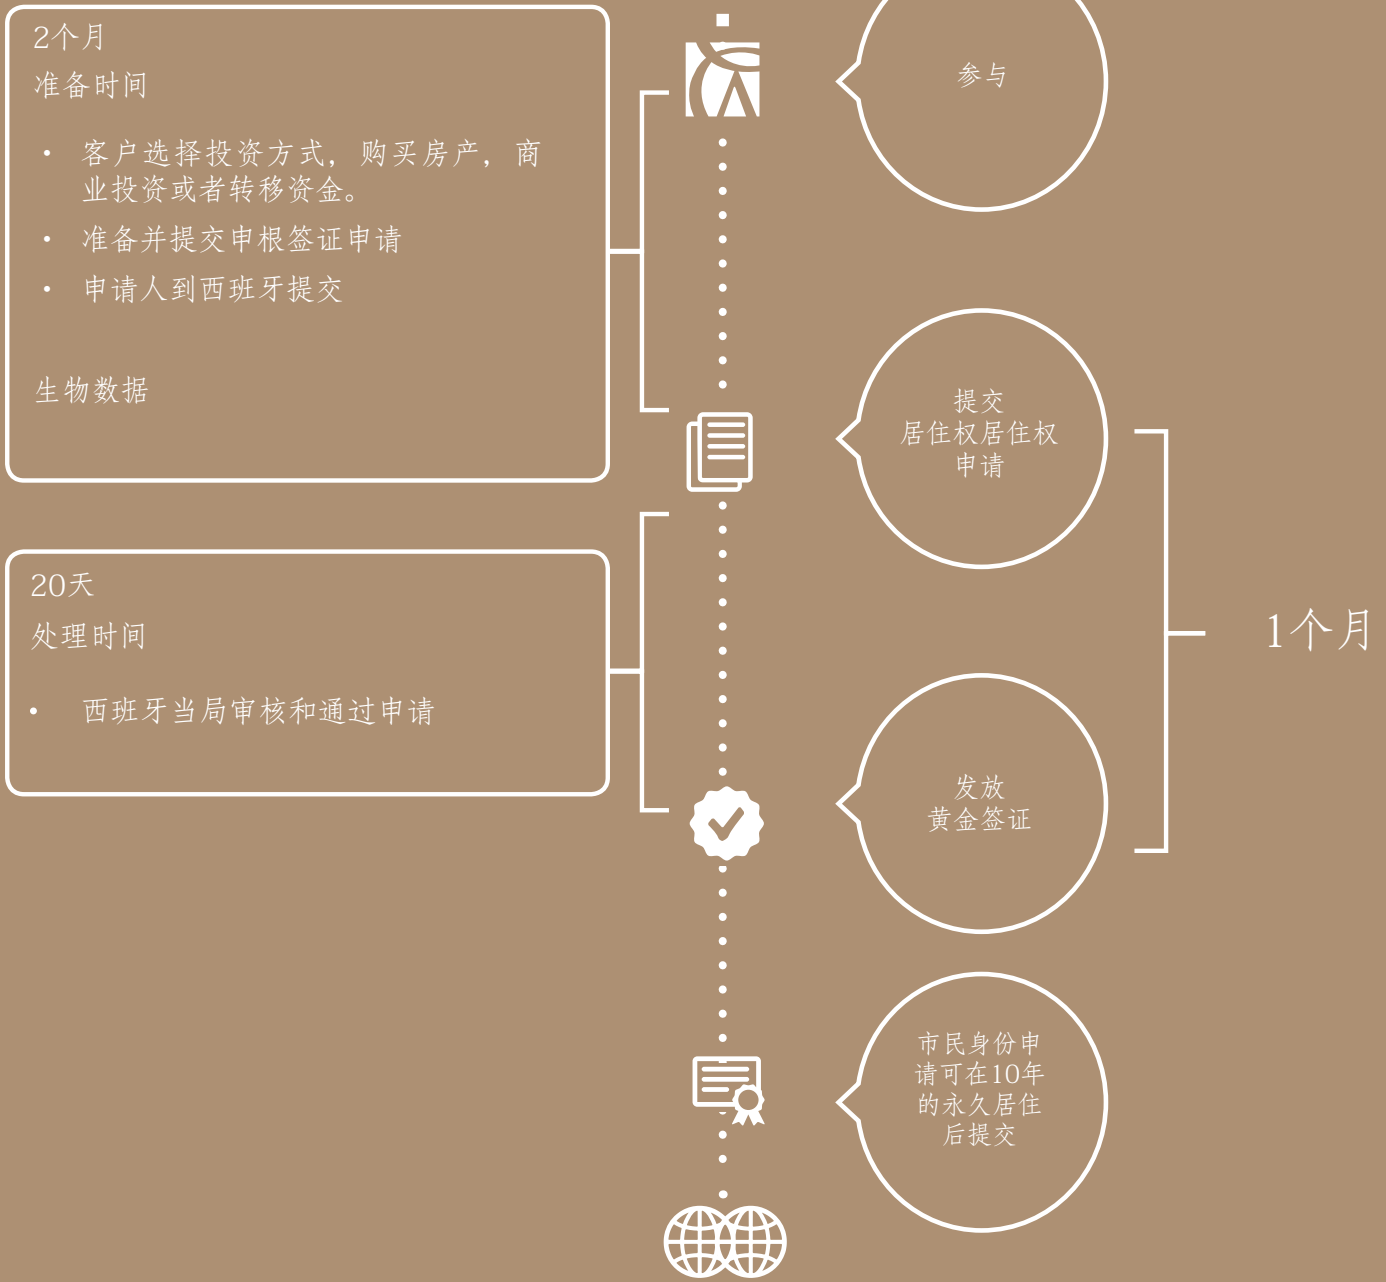 2个月
准备时间
• 客户选择投资方式，购买房产，商
业投资或者转移资金。
• 准备并提交申根签证申请
• 申请人到西班牙提交
生物数据
参与
提交
居住权居住权
申请
20天
处理时间
• 西班牙当局审核和通过申请
1个月
发放
黄金签证
市民身份申
请可在10年
的永久居住
后提交